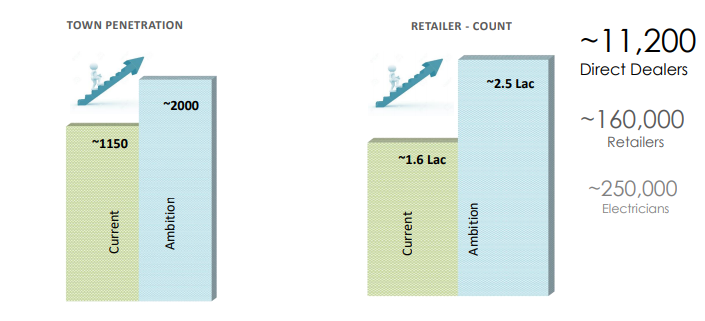 TOWN PENETRATION
~1150
Current
~2000
Ambition
RETAILER - COUNT
~1.6 Lac
Current
~2.5 Lac
Ambition
~11,200
Direct Dealers
~160,000
Retailers
~250,000
Electricians